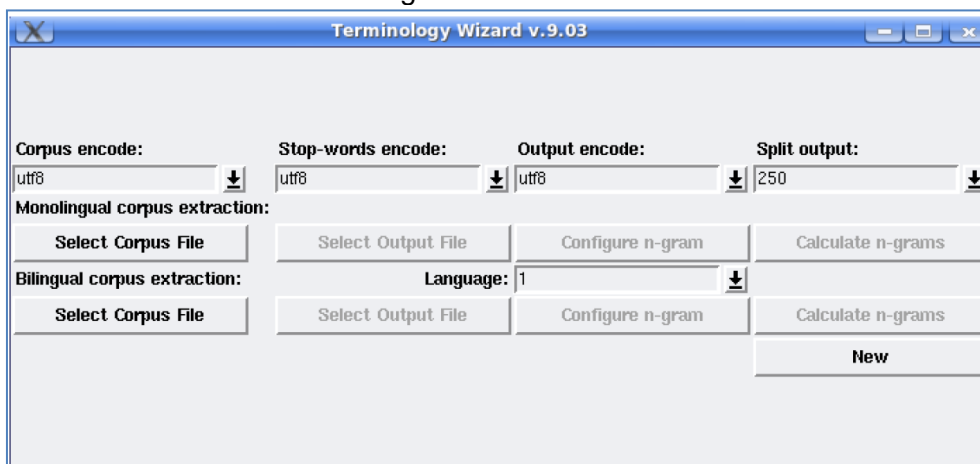 Terminology Wizard v.9.03
Corpus encode: Stop-words encode: Output encode: Split output:
utf8 utf8 utf8 250
Monolingual corpus extraction:
Select Corpus File Select Output File Configure n-gram Calculate n-grams
Bilingual corpus extraction: Language: 1
Select Corpus File Select Output File Configure n-gram Calculate n-grams
New